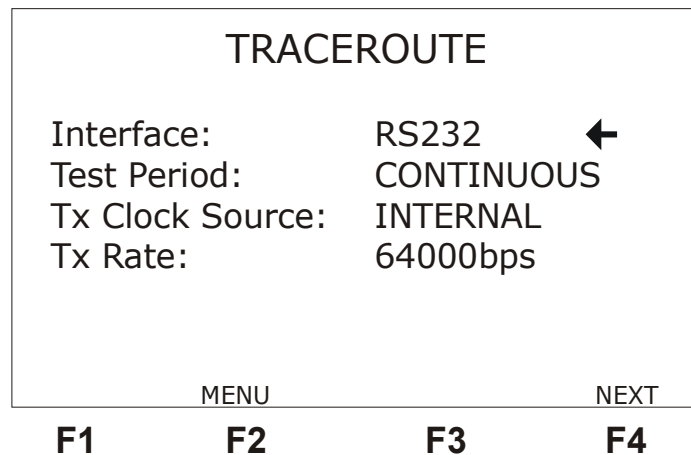 TRACEROUTE
Interface: RS232
Test Period: CONTINUOUS
Tx Clock Source: INTERNAL
Tx Rate: 64000bps
MENU NEXT
F1 F2 F3 F4